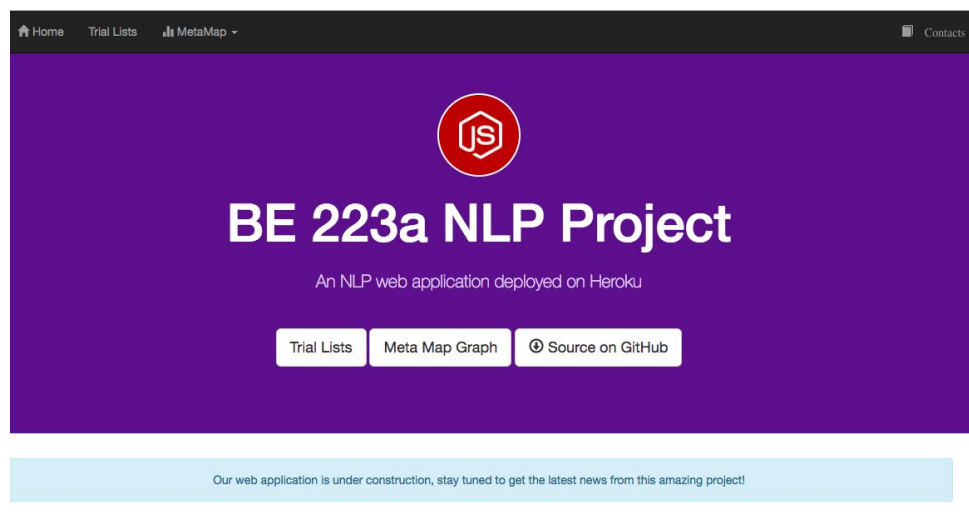 Home Trial Lists MetaMap Contacts
JS
BE 223a NLP Project
An NLP web application deployed on Heroku
Trial Lists Meta Map Graph Source on GitHub
Our web application is under construction, stay tuned to get the latest news from this amazing project!